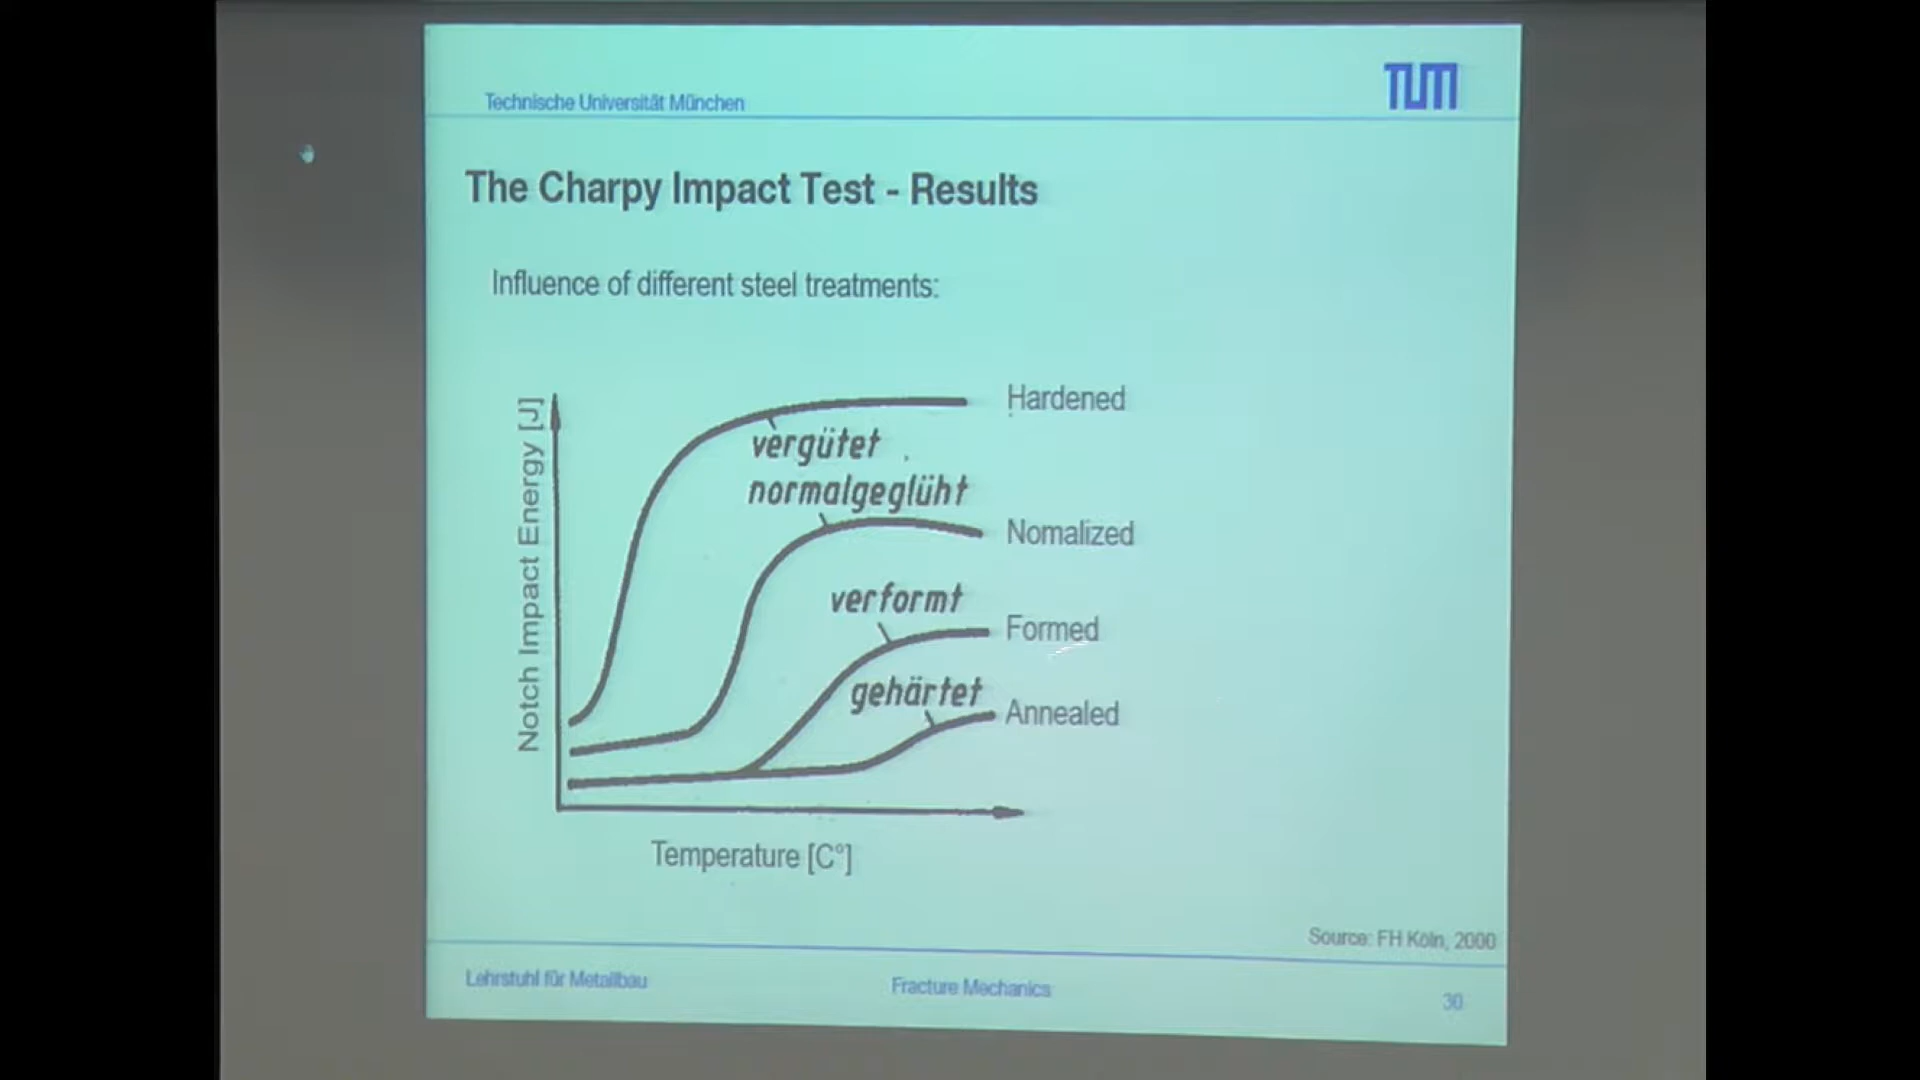 Technische Universität München
TUM
The Charpy Impact Test - Results
Influence of different steel treatments:
Notch Impact Energy [J]
Hardened
vergütet
normalgeglüht
Nomalized
verformt
Formed
gehärtet
Annealed
Temperature [C°]
Source: FH Köln, 2000
Lehrstuhl für Metallbau
Fracture Mechanics
30